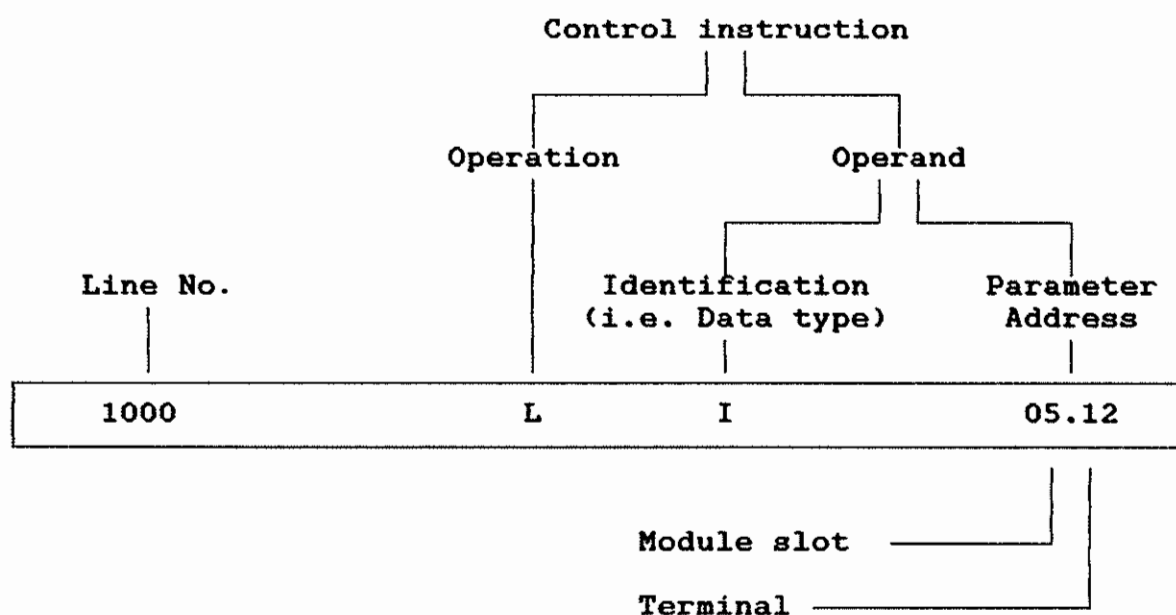 Control instruction
Operation Operand
Line No. Identification Parameter
(i.e. Data type) Address
1000 L I 05.12
Module slot
Terminal